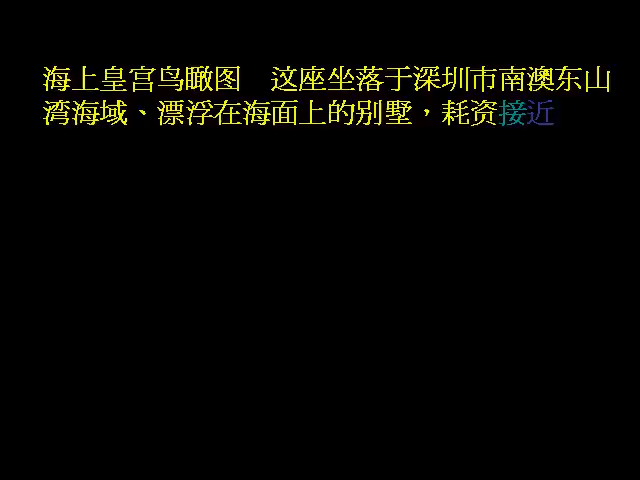 海上皇宫鸟瞰图　这座坐落于深圳市南澳东山
湾海域、漂浮在海面上的别墅，耗资接近